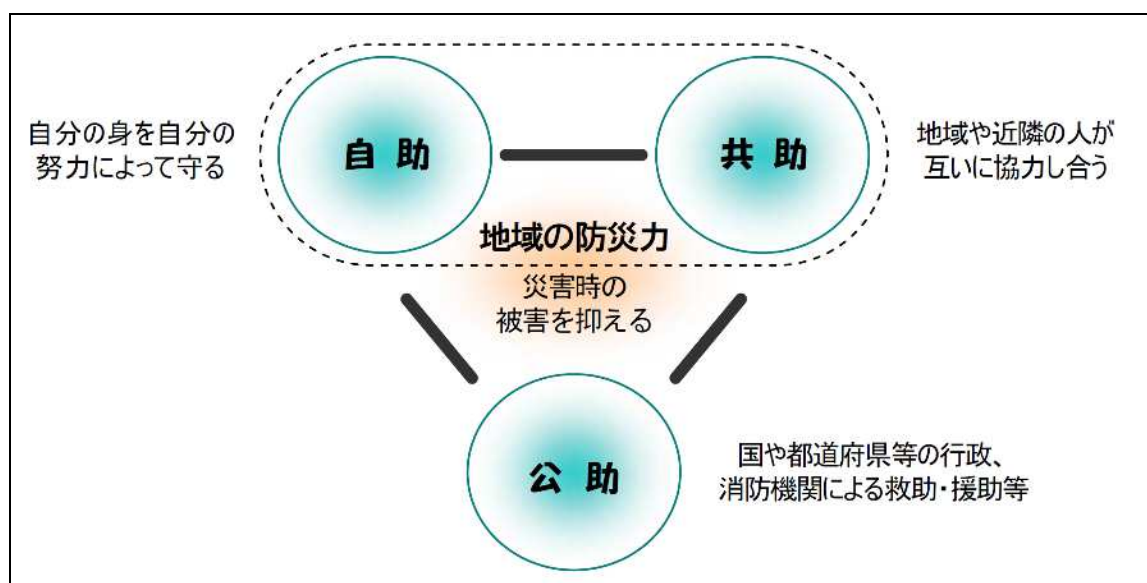 自助
共助
自分の身を自分の
努力によって守る
地域や近隣の人が
互いに協力し合う
地域の防災力
災害時の
被害を抑える
公助
国や都道府県等の行政、
消防機関による救助・援助等